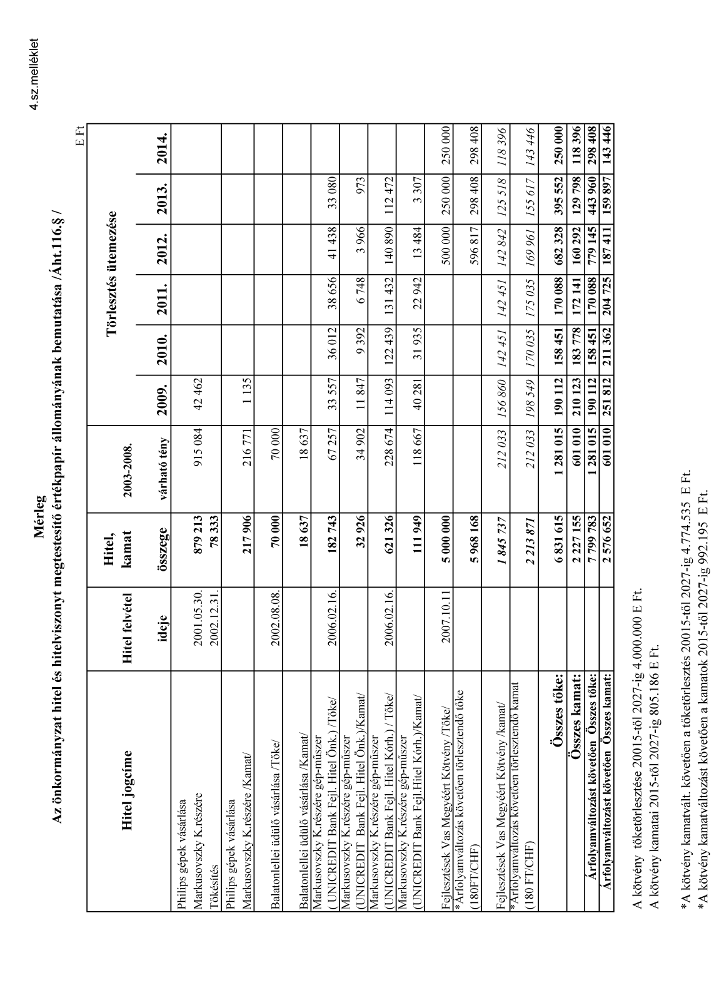 4.sz.melléklet
Mérleg
Az önkormányzat hitel és hitelviszonyt megtestesítő értékpapír állományának bemutatása /Áht.116.§ /
E Ft
Hitel jogcíme Hitel felvétel ideje Hitel, kamat összege 2003-2008. várható tény Törlesztés ütemezése
2009. 2010. 2011. 2012. 2013. 2014.
Philips gépek vásárlása
Markusovszky K.részére 2001.05.30. 879 213 915 084 42 462
Tőkésítés 2002.12.31. 78 333
Philips gépek vásárlása
Markusovszky K.részére /Kamat/ 217 906 216 771 1 135
Balatonlellei üdülő vásárlása /Tőke/ 2002.08.08. 70 000 70 000
Balatonlellei üdülő vásárlása /Kamat/ 18 637 18 637
Markusovszky K.részére gép-műszer
( UNICREDIT Bank Fejl. Hitel Önk.) /Tőke/ 2006.02.16. 182 743 67 257 33 557 36 012 38 656 41 438 33 080
Markusovszky K.részére gép-műszer
(UNICREDIT  Bank Fejl. Hitel Önk.)/Kamat/ 32 926 34 902 11 847 9 392 6 748 3 966 973
Markusovszky K.részére gép-műszer
(UNICREDIT Bank Fejl. Hitel Kórh.) / Tőke/ 2006.02.16. 621 326 228 674 114 093 122 439 131 432 140 890 112 472
Markusovszky K.részére gép-műszer
(UNICREDIT Bank Fejl.Hitel Kórh.)/Kamat/ 111 949 118 667 40 281 31 935 22 942 13 484 3 307
Fejlesztések Vas Megyéért Kötvény /Tőke/ 2007.10.11 5 000 000 500 000 250 000 250 000
*Árfolyamváltozás követően törlesztendő tőke
(180FT/CHF) 5 968 168 596 817 298 408 298 408
Fejlesztések Vas Megyéért Kötvény /kamat/ 1 845 737 212 033 156 860 142 451 142 451 142 842 125 518 118 396
*Árfolyamváltozás követően törlesztendő kamat
(180 FT/CHF) 2 213 871 212 033 198 549 170 035 175 035 169 961 155 617 143 446
Összes tőke: 6 831 615 1 281 015 190 112 158 451 170 088 682 328 395 552 250 000
Összes kamat: 2 227 155 601 010 210 123 183 778 172 141 160 292 129 798 118 396
Árfolyamváltozást követően  Összes tőke: 7 799 783 1 281 015 190 112 158 451 170 088 779 145 443 960 298 408
Árfolyamváltozást követően  Összes kamat: 2 576 652 601 010 251 812 211 362 204 725 187 411 159 897 143 446
A kötvény  tőketörlesztése 20015-től 2027-ig 4.000.000 E Ft.
A kötvény kamatai 2015-től 2027-ig 805.186 E Ft.
*A kötvény kamatvált. követően a tőketörlesztés 20015-től 2027-ig 4.774.535  E Ft.
*A kötvény kamatváltozást követően a kamatok 2015-től 2027-ig 992.195  E Ft.